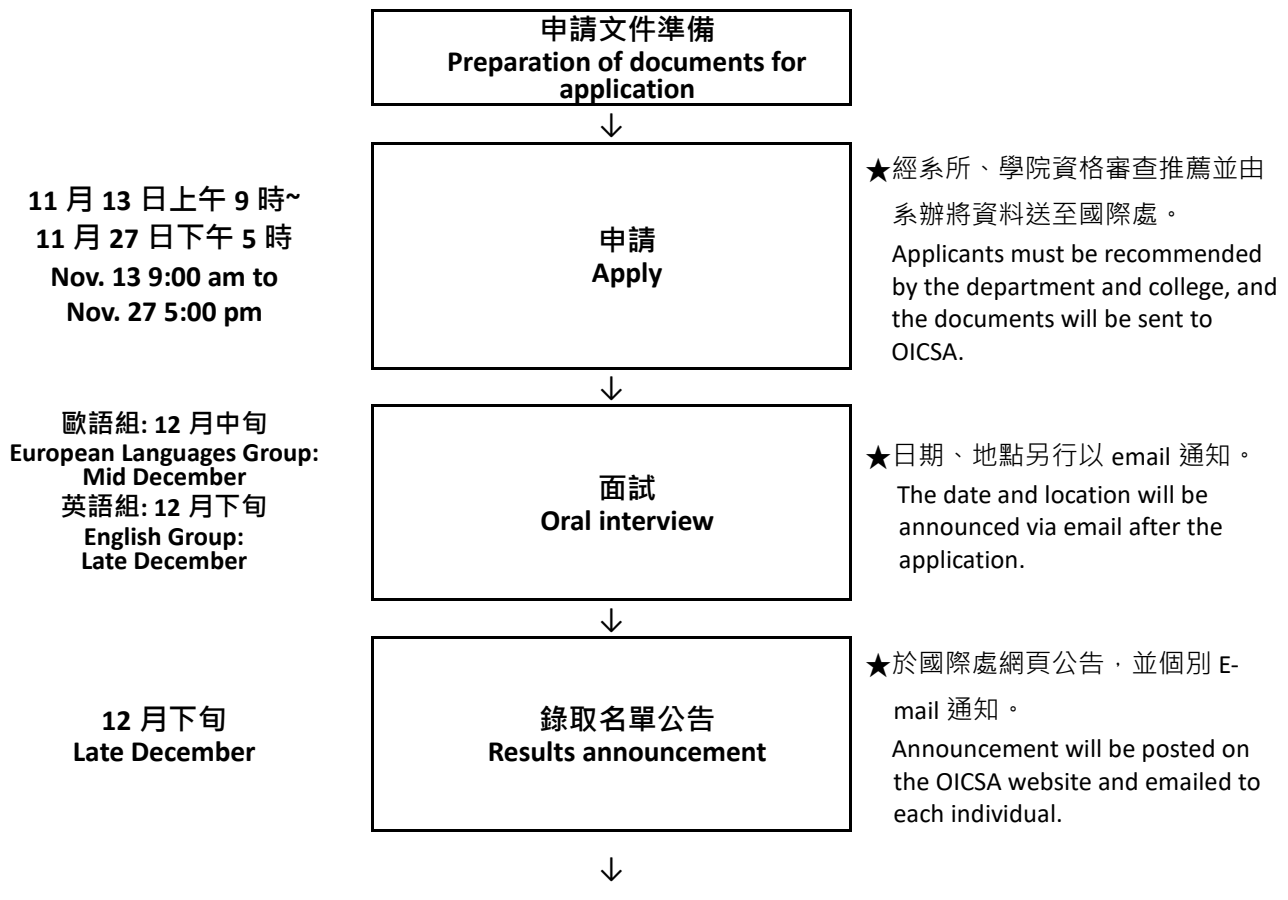 申請文件準備
Preparation of documents for
application
↓
11 月 13 日上午 9 時~
11 月 27 日下午 5 時
Nov. 13 9:00 am to
Nov. 27 5:00 pm
申請
Apply
★經系所、學院資格審查推薦並由
系辦將資料送至國際處。
Applicants must be recommended
by the department and college, and
the documents will be sent to
OICSA.
↓
歐語組: 12 月中旬
European Languages Group:
Mid December
英語組: 12 月下旬
English Group:
Late December
面試
Oral interview
★日期、地點另行以 email 通知。
The date and location will be
announced via email after the
application.
↓
12 月下旬
Late December
錄取名單公告
Results announcement
★於國際處網頁公告，並個別 E-
mail 通知。
Announcement will be posted on
the OICSA website and emailed to
each individual.
↓